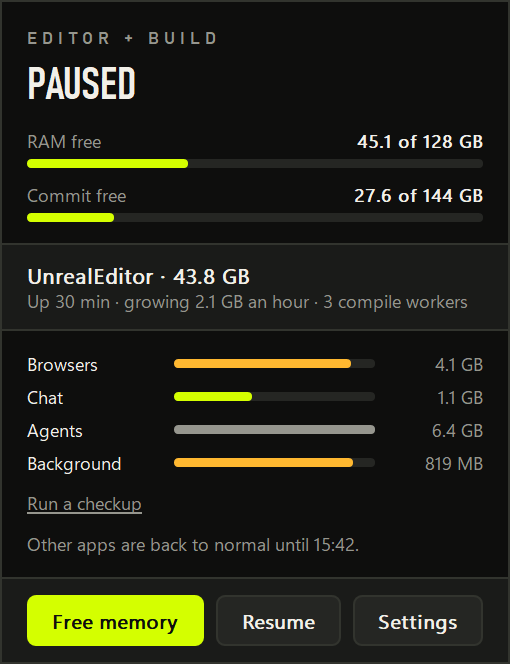 EDITOR + BUILD
PAUSED
RAM free 45.1 of 128 GB
Commit free 27.6 of 144 GB
UnrealEditor · 43.8 GB
Up 30 min · growing 2.1 GB an hour · 3 compile workers
Browsers 4.1 GB
Chat 1.1 GB
Agents 6.4 GB
Background 819 MB
Run a checkup
Other apps are back to normal until 15:42.
Free memory Resume Settings